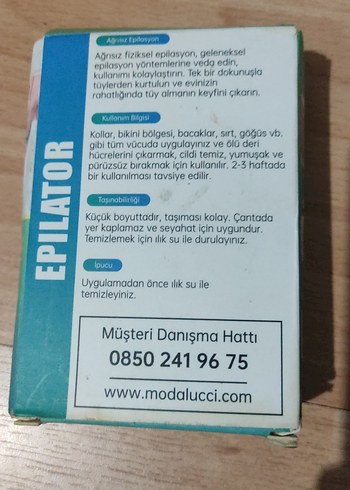 EPILATOR
Ağrısız Epilasyon
Ağrısız fiziksel epilasyon, geleneksel
epilasyon yöntemlerine veda edin,
kullanımı kolaylaştırın. Tek bir dokunuşla
tüylerden kurtulun ve evinizin
rahatlığında tüy almanın keyfini çıkarın.
Kullanım Bilgisi
Kollar, bikini bölgesi, bacaklar, sırt, göğüs vb.
gibi tüm vücuda uygulayınız ve ölü deri
hücrelerini çıkarmak, cildi temiz, yumuşak ve
pürüzsüz bırakmak için kullanılır. 2-3 haftada
bir kullanılması tavsiye edilir.
Taşınabilirliği
Küçük boyuttadır, taşıması kolay. Çantada
yer kaplamaz ve seyahat için uygundur.
Temizlemek için ılık su ile durulayınız.
İpucu
Uygulamadan önce ılık su ile
temizleyiniz.
Müşteri Danışma Hattı
0850 241 96 75
www.modalucci.com